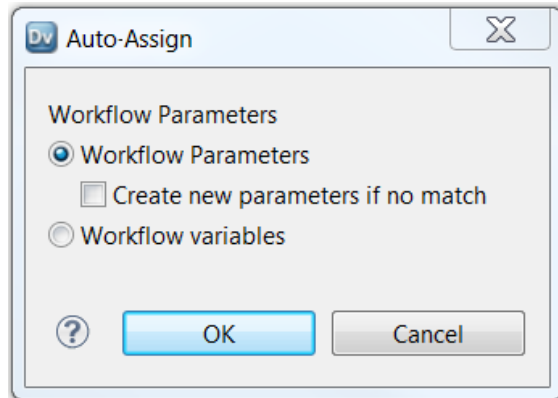 Dv Auto-Assign
Workflow Parameters
Workflow Parameters
Create new parameters if no match
Workflow variables
? OK Cancel